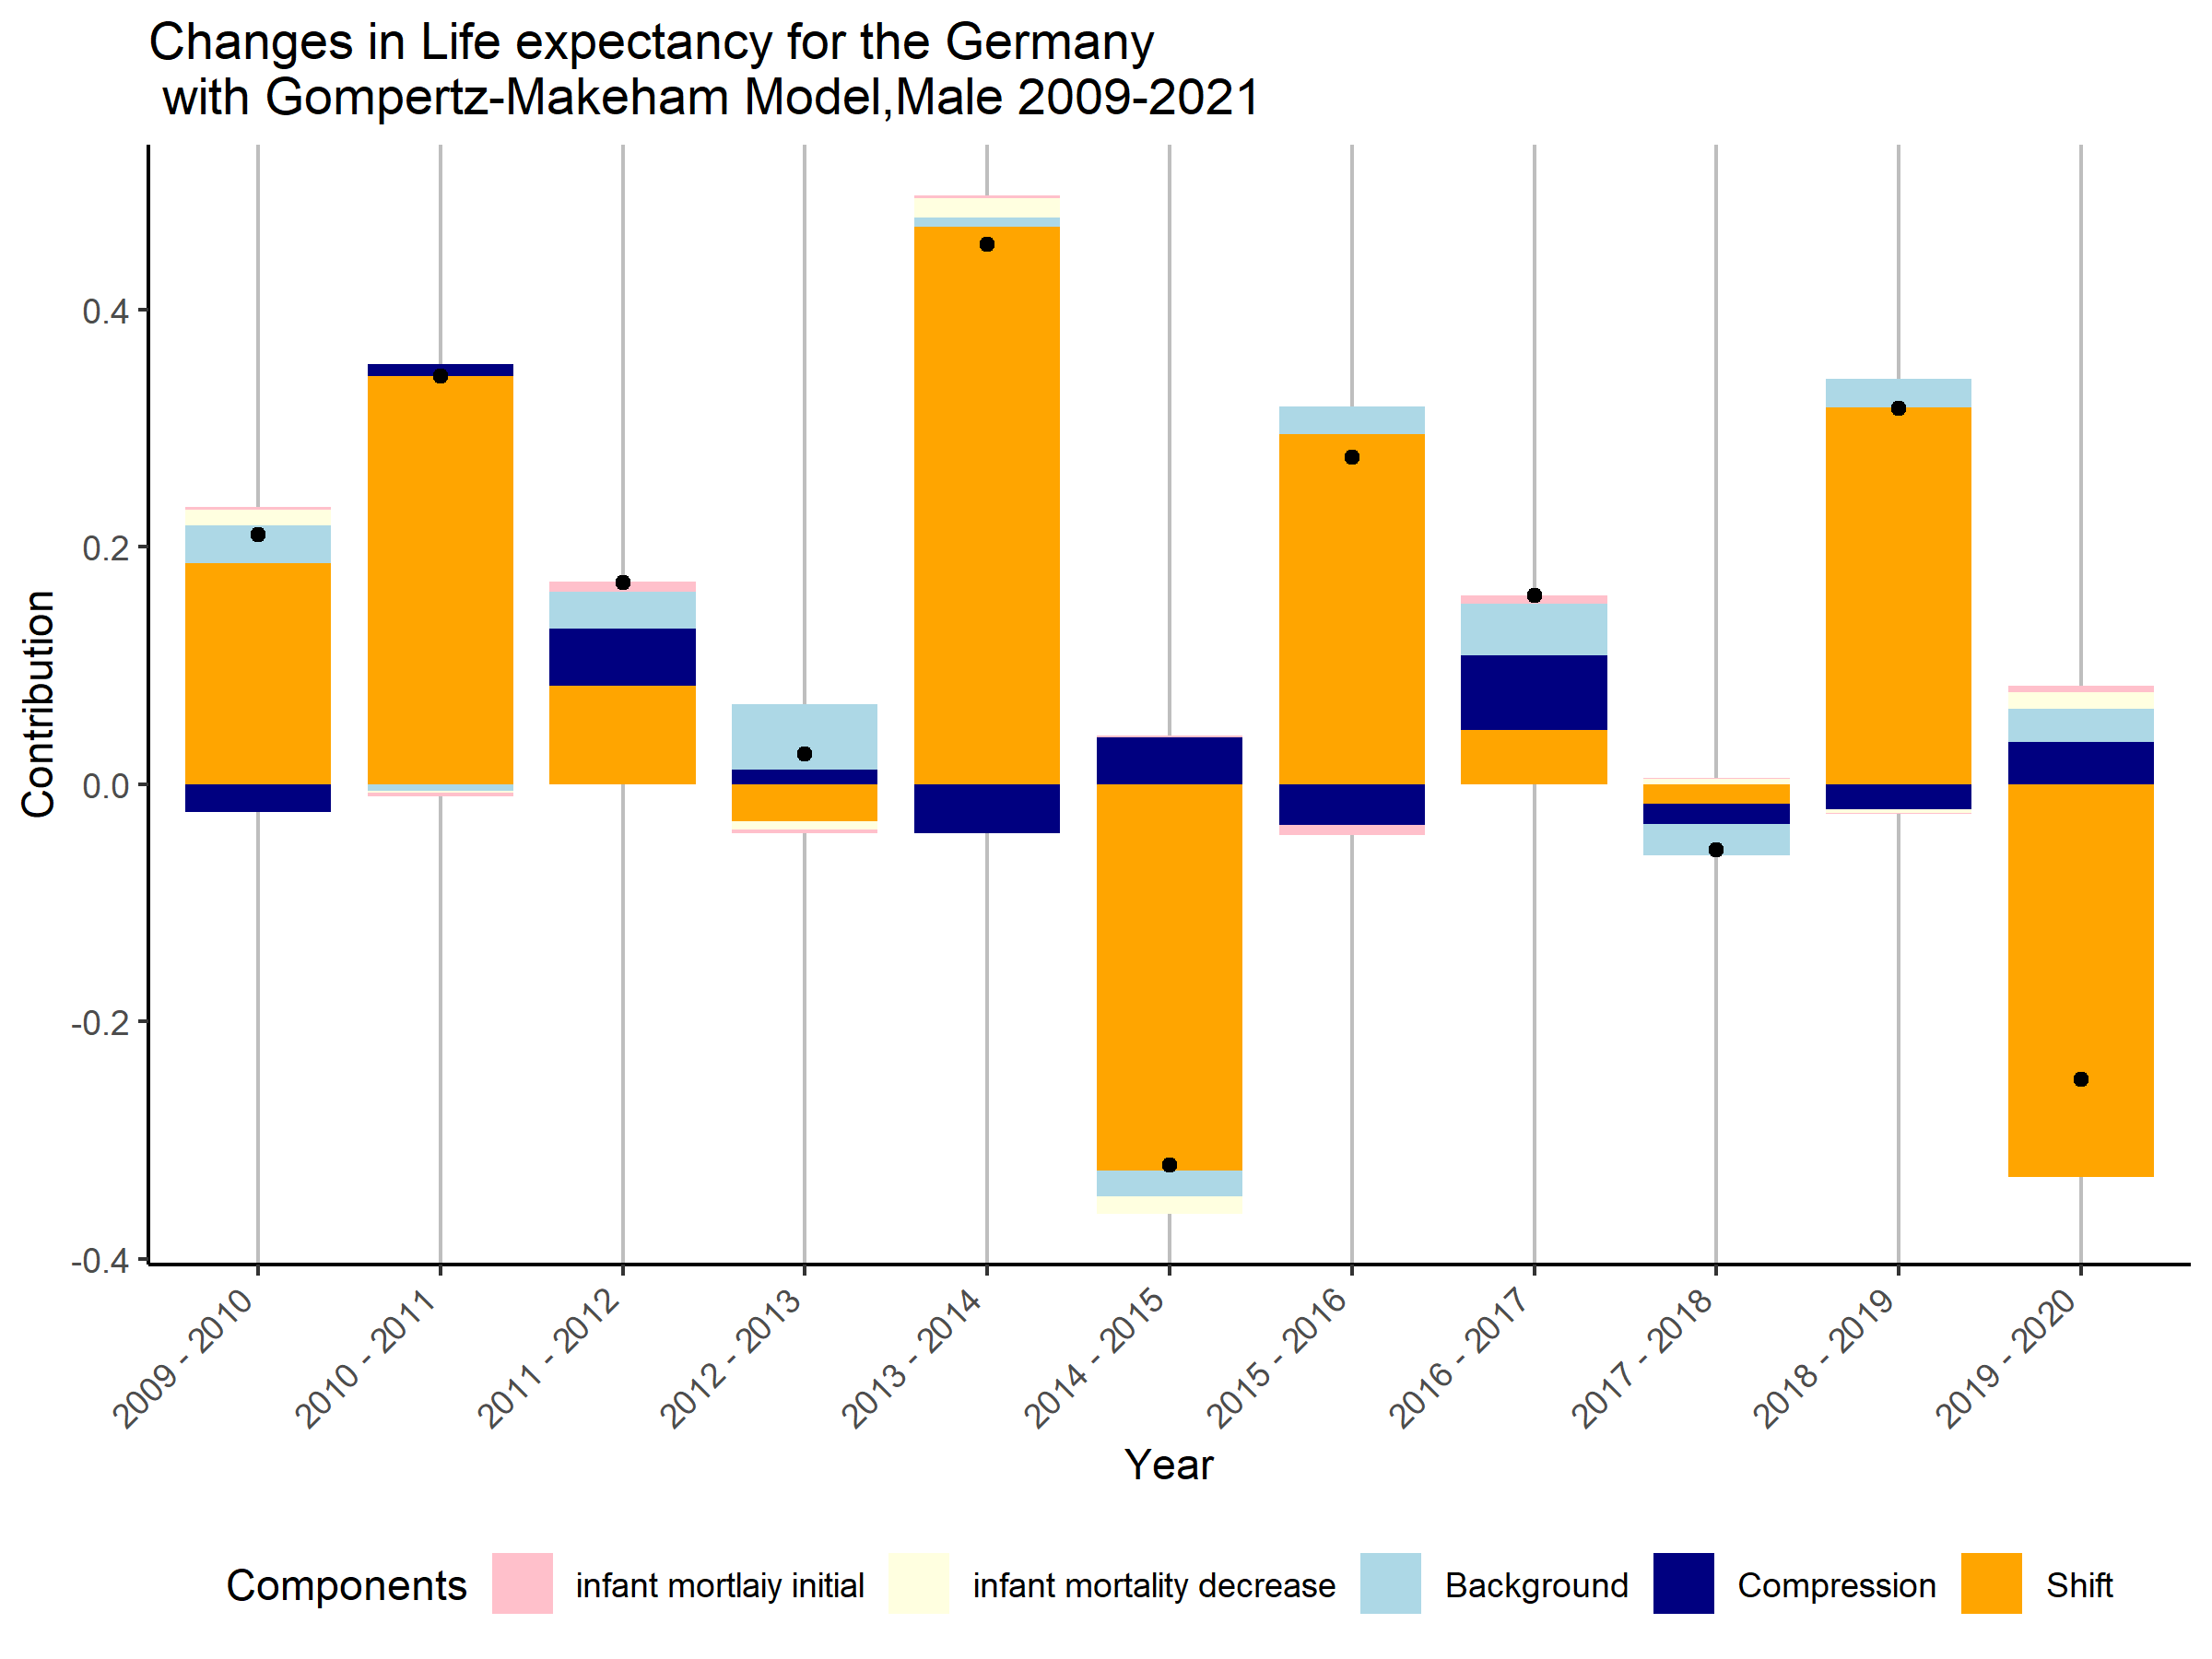 Changes in Life expectancy for the Germany
with Gompertz-Makeham Model,Male 2009-2021
Contribution
0.4
0.2
0.0
-0.2
-0.4
2009 - 2010
2010 - 2011
2011 - 2012
2012 - 2013
2013 - 2014
2014 - 2015
2015 - 2016
2016 - 2017
2017 - 2018
2018 - 2019
2019 - 2020
Year
Components infant mortlaiy initial infant mortality decrease Background Compression Shift